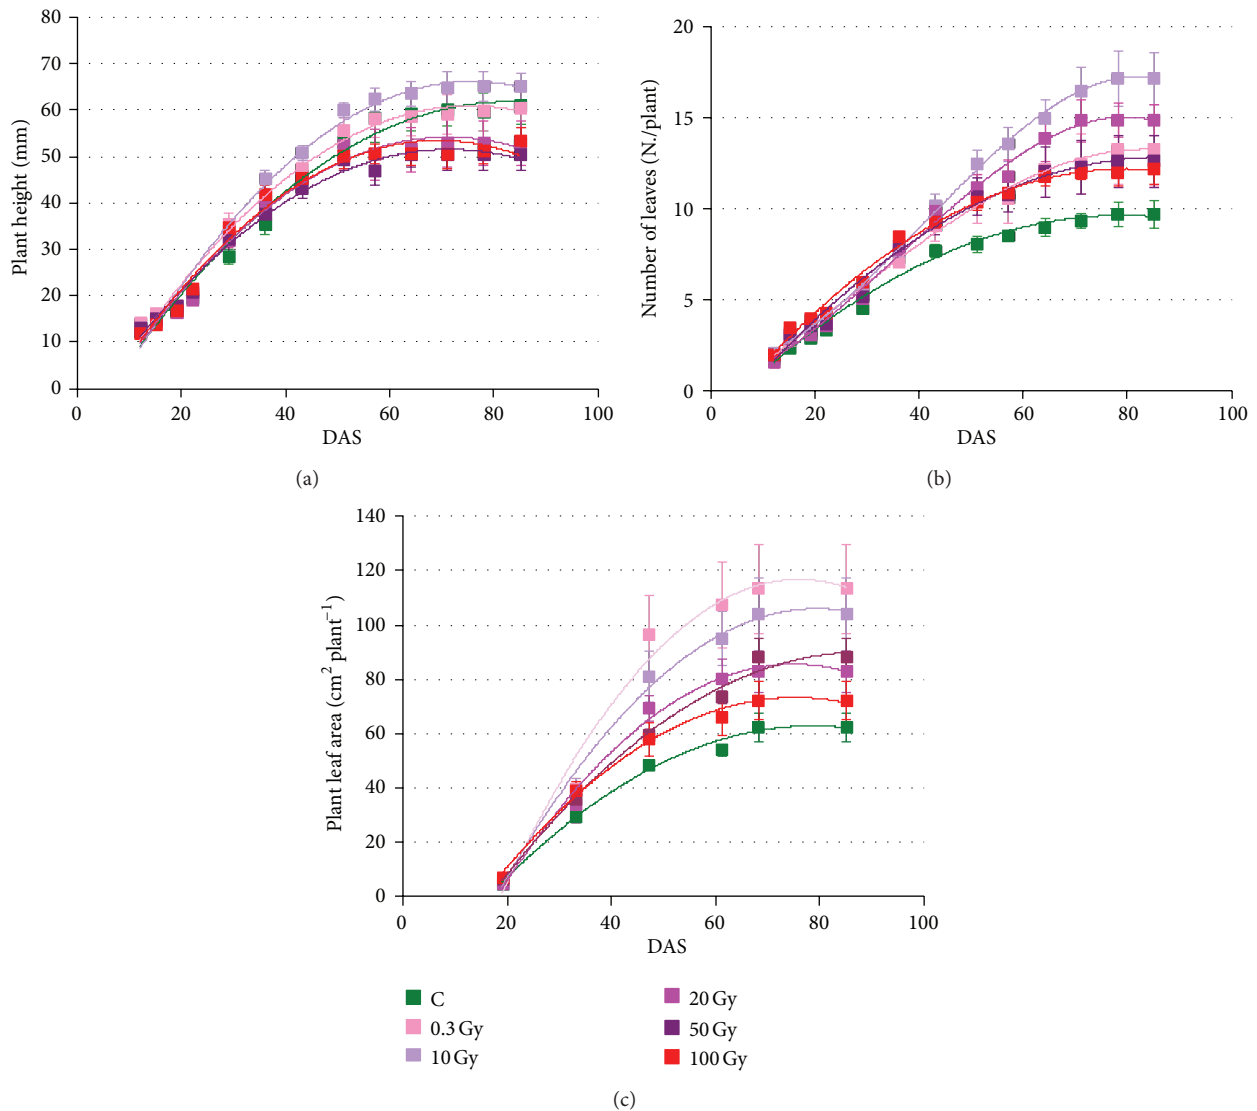 80
70
60
50
40
30
20
10
0
Plant height (mm)
0 20 40 60 80 100
DAS
(a)
20
15
10
5
0
Number of leaves (N./plant)
0 20 40 60 80 100
DAS
(b)
140
120
100
80
60
40
20
0
Plant leaf area (cm² plant⁻¹)
0 20 40 60 80 100
DAS
C
0.3 Gy
10 Gy
20 Gy
50 Gy
100 Gy
(c)